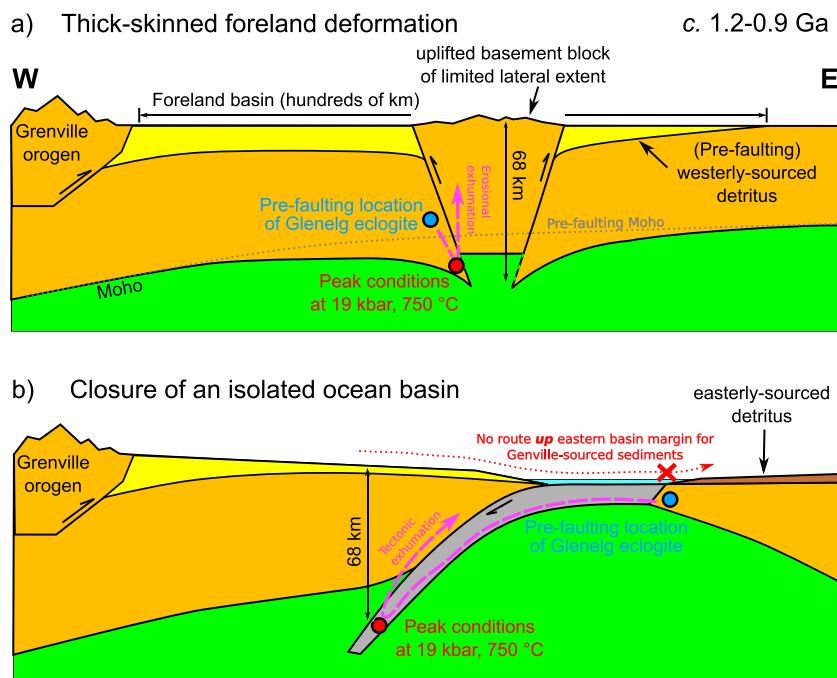 a) Thick-skinned foreland deformation
c. 1.2-0.9 Ga
W
E
uplifted basement block
of limited lateral extent
Foreland basin (hundreds of km)
Grenville
orogen
68 km
(Pre-faulting)
westerly-sourced
detritus
Erosional
exhumation
Pre-faulting location
of Glenelg eclogite
Pre-faulting Moho
Moho
Peak conditions
at 19 kbar, 750 °C
b) Closure of an isolated ocean basin
easterly-sourced
detritus
No route up eastern basin margin for
Genville-sourced sediments
Grenville
orogen
68 km
Tectonic
exhumation
Pre-faulting location
of Glenelg eclogite
Peak conditions
at 19 kbar, 750 °C